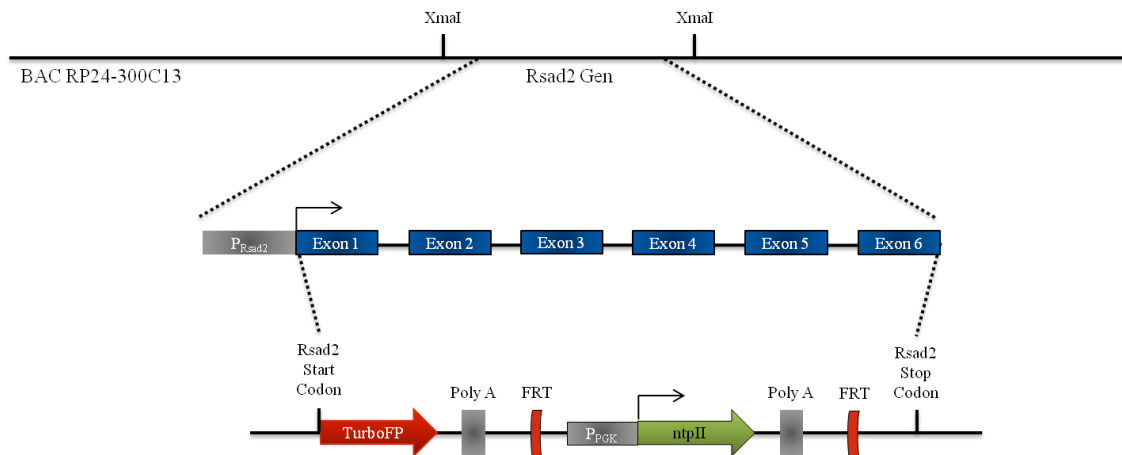 XmaI
XmaI
BAC RP24-300C13
Rsad2 Gen
PRsad2
Exon 1
Exon 2
Exon 3
Exon 4
Exon 5
Exon 6
Rsad2
Start
Codon
Poly A
FRT
Poly A
FRT
Rsad2
Stop
Codon
TurboFP
PPGK
ntpII